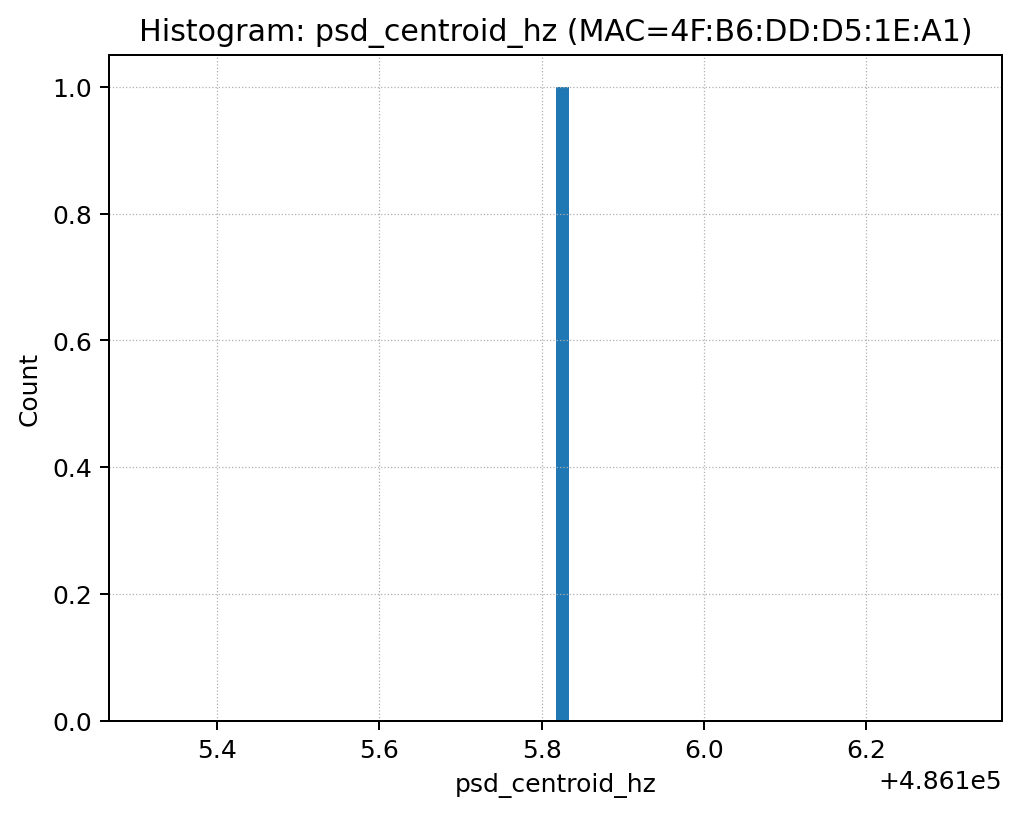 Histogram: psd_centroid_hz (MAC=4F:B6:DD:D5:1E:A1)
1.0
0.8
0.6
0.4
0.2
0.0
Count
5.4 5.6 5.8 6.0 6.2
psd_centroid_hz
+4.861e5